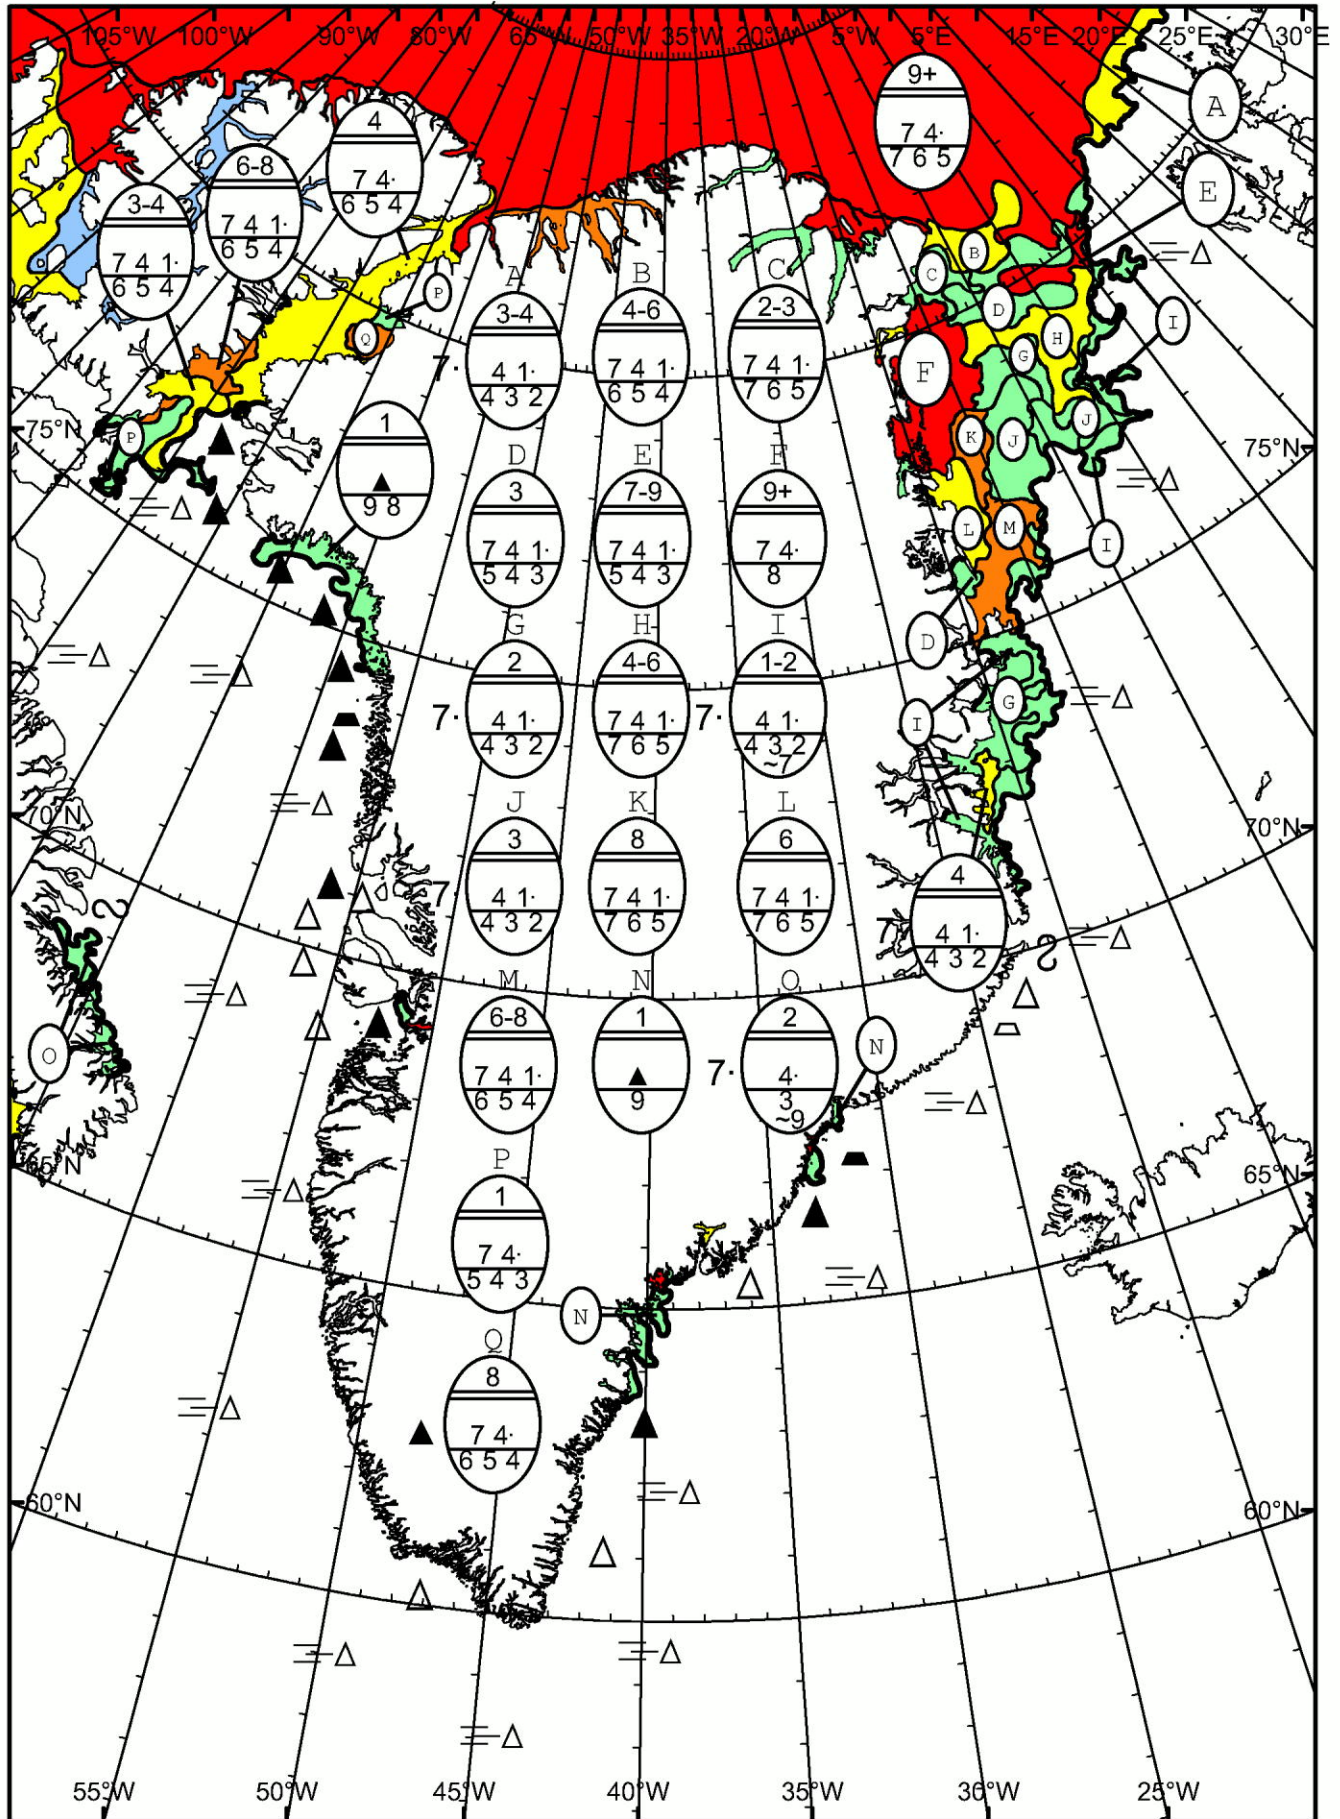 105°W 100°W 90°W 80°W 65°W 50°W 35°W 20°W 5°W 5°E 15°E 20°E 25°E 30°E
9+
7 4·
7 6 5
A
E
4
7 4·
6 5 4
6-8
7 4 1·
6 5 4
3-4
7 4 1·
6 5 4
B
C
D
I
P
Q
H
G
F
A
3-4
7· 4 1·
4 3 2
B
4-6
7 4 1·
6 5 4
C
2-3
7 4 1·
7 6 5
75°N
P
K
J
J
75°N
1
▲
9 8
D
3
7 4 1·
5 4 3
E
7-9
7 4 1·
5 4 3
F
9+
7 4·
8
L
M
I
D
G
2
7· 4 1·
4 3 2
H
4-6
7 4 1·
7 6 5
I
1-2
7· 4 1·
4 3 2
~7
I
G
70°N
70°N
J
3
7· 4 1·
4 3 2
K
8
7 4 1·
7 6 5
L
6
7 4 1·
7 6 5
4
7· 4 1·
4 3 2
M
6-8
7 4 1·
6 5 4
N
1
▲
9
O
2
7· 4·
3
~9
N
O
65°N
65°N
P
1
7 4·
5 4 3
N
Q
8
7 4·
6 5 4
60°N
60°N
55°W 50°W 45°W 40°W 35°W 30°W 25°W